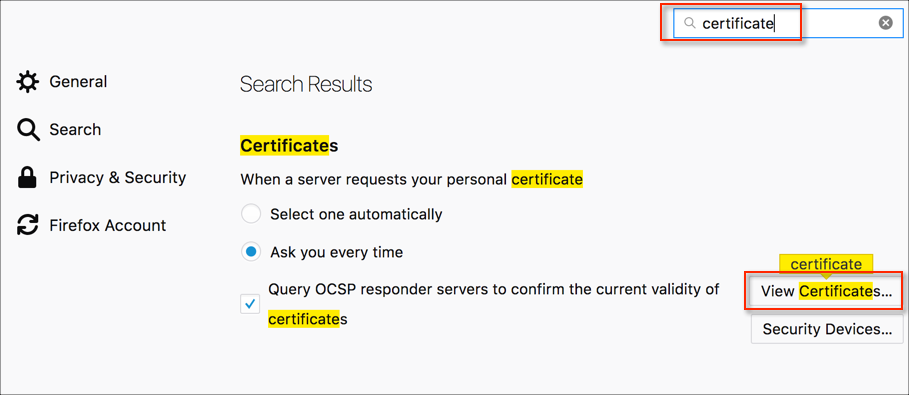 certificate
General
Search Results
Search
Certificates
Privacy & Security
When a server requests your personal certificate
Select one automatically
Firefox Account
Ask you every time
certificate
Query OCSP responder servers to confirm the current validity of
certificates
View Certificates...
Security Devices...